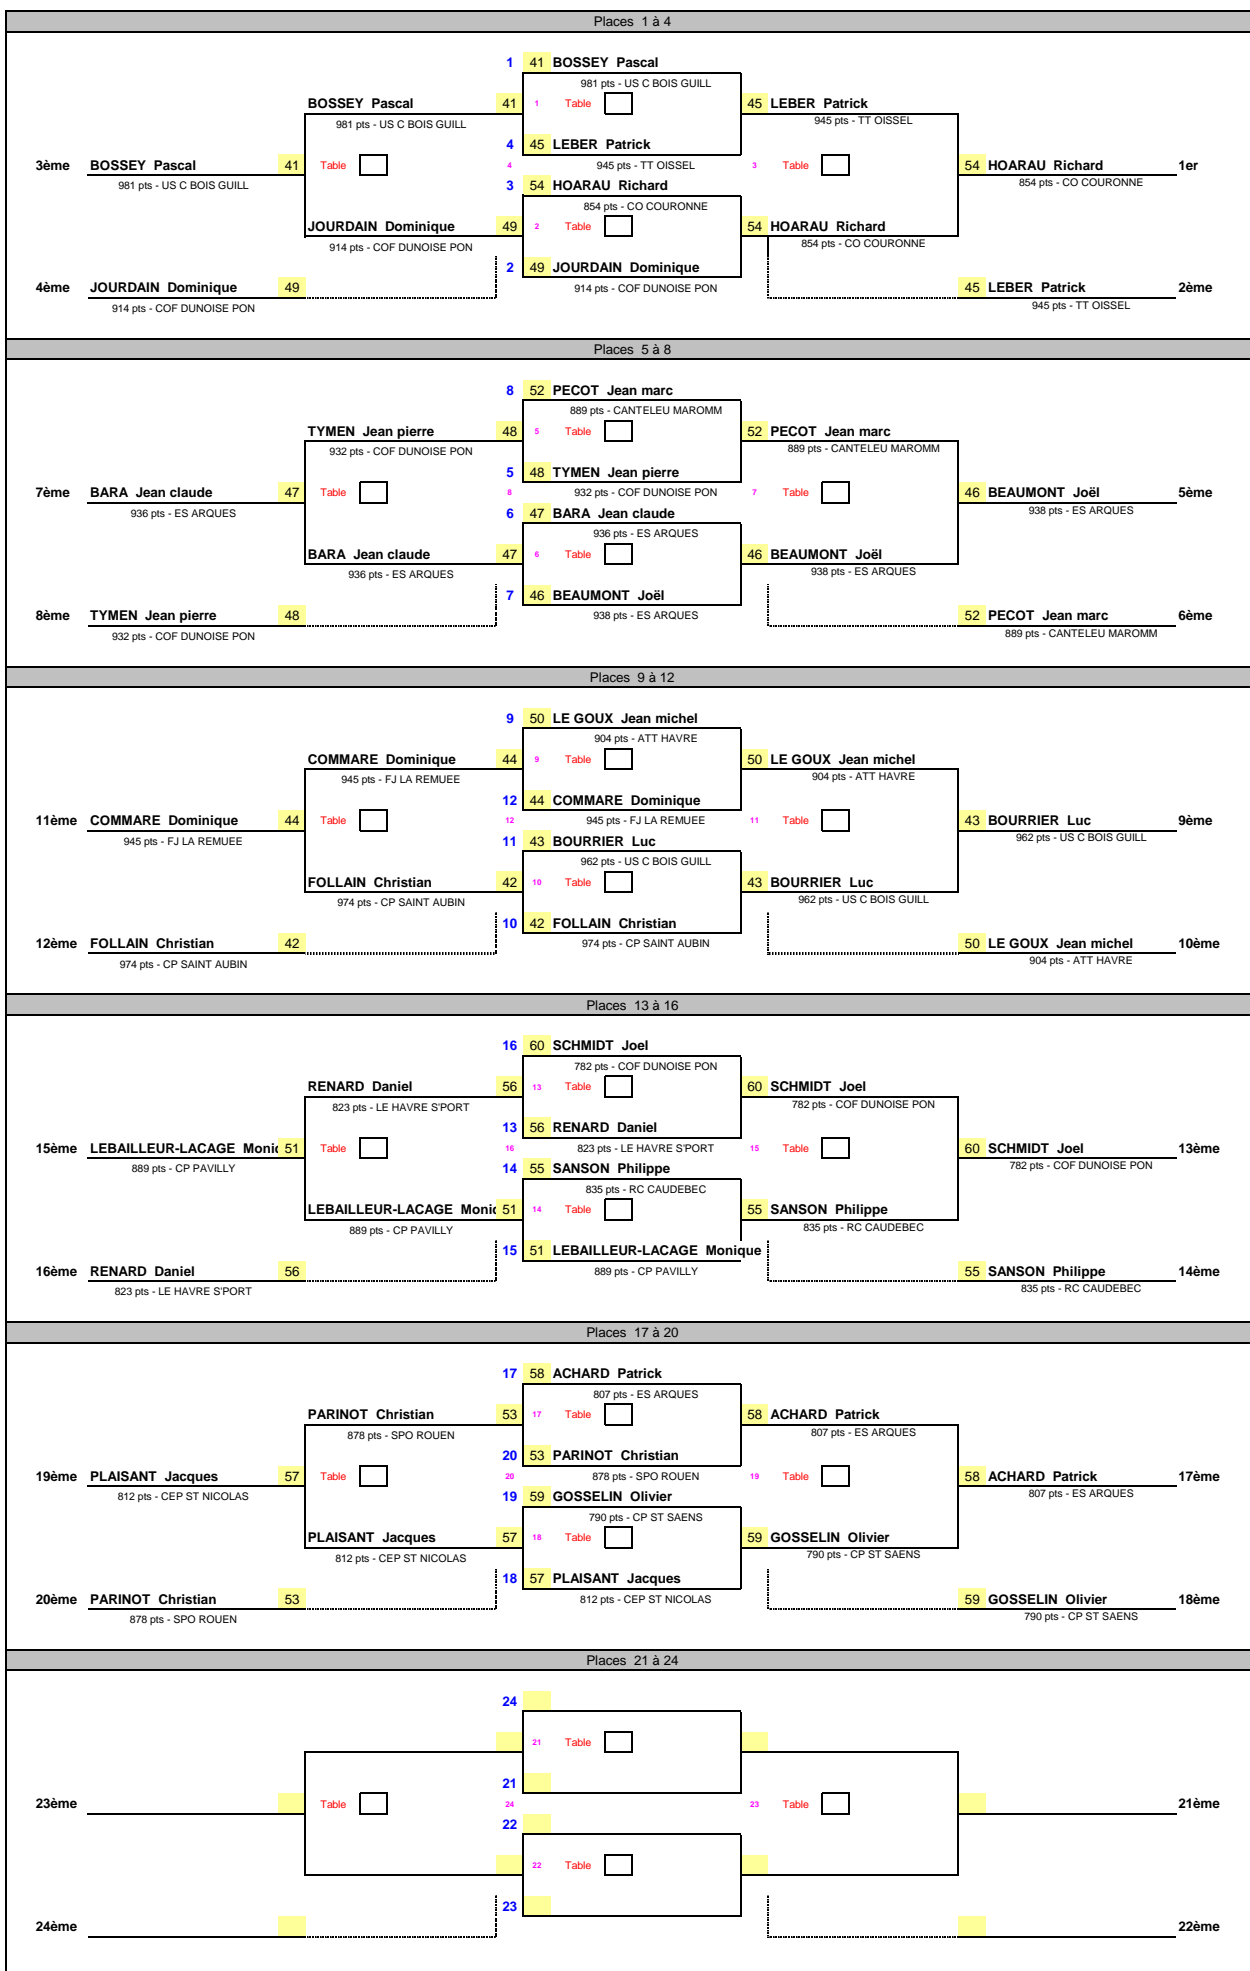 Places 1 à 4
1 41 BOSSEY Pascal
981 pts - US C BOIS GUILL
BOSSEY Pascal 41 1 Table 45 LEBER Patrick
981 pts - US C BOIS GUILL 945 pts - TT OISSEL
4 45 LEBER Patrick
3ème BOSSEY Pascal 41 Table 4 945 pts - TT OISSEL 3 Table 54 HOARAU Richard 1er
981 pts - US C BOIS GUILL 3 54 HOARAU Richard 854 pts - CO COURONNE
854 pts - CO COURONNE
JOURDAIN Dominique 49 2 Table 54 HOARAU Richard
914 pts - COF DUNOISE PON 854 pts - CO COURONNE
2 49 JOURDAIN Dominique
4ème JOURDAIN Dominique 49 914 pts - COF DUNOISE PON 45 LEBER Patrick 2ème
914 pts - COF DUNOISE PON 945 pts - TT OISSEL
Places 5 à 8
8 52 PECOT Jean marc
889 pts - CANTELEU MAROMM
TYMEN Jean pierre 48 5 Table 52 PECOT Jean marc
932 pts - COF DUNOISE PON 889 pts - CANTELEU MAROMM
5 48 TYMEN Jean pierre
7ème BARA Jean claude 47 Table 8 932 pts - COF DUNOISE PON 7 Table 46 BEAUMONT Joël 5ème
936 pts - ES ARQUES 6 47 BARA Jean claude 938 pts - ES ARQUES
936 pts - ES ARQUES
BARA Jean claude 47 6 Table 46 BEAUMONT Joël
936 pts - ES ARQUES 938 pts - ES ARQUES
7 46 BEAUMONT Joël
8ème TYMEN Jean pierre 48 938 pts - ES ARQUES 52 PECOT Jean marc 6ème
932 pts - COF DUNOISE PON 889 pts - CANTELEU MAROMM
Places 9 à 12
9 50 LE GOUX Jean michel
904 pts - ATT HAVRE
COMMARE Dominique 44 9 Table 50 LE GOUX Jean michel
945 pts - FJ LA REMUEE 904 pts - ATT HAVRE
12 44 COMMARE Dominique
11ème COMMARE Dominique 44 Table 12 945 pts - FJ LA REMUEE 11 Table 43 BOURRIER Luc 9ème
945 pts - FJ LA REMUEE 11 43 BOURRIER Luc 962 pts - US C BOIS GUILL
962 pts - US C BOIS GUILL
FOLLAIN Christian 42 10 Table 43 BOURRIER Luc
974 pts - CP SAINT AUBIN 962 pts - US C BOIS GUILL
10 42 FOLLAIN Christian
12ème FOLLAIN Christian 42 974 pts - CP SAINT AUBIN 50 LE GOUX Jean michel 10ème
974 pts - CP SAINT AUBIN 904 pts - ATT HAVRE
Places 13 à 16
16 60 SCHMIDT Joel
782 pts - COF DUNOISE PON
RENARD Daniel 56 13 Table 60 SCHMIDT Joel
823 pts - LE HAVRE S'PORT 782 pts - COF DUNOISE PON
13 56 RENARD Daniel
15ème LEBAILLEUR-LACAGE Moni 51 Table 16 823 pts - LE HAVRE S'PORT 15 Table 60 SCHMIDT Joel 13ème
889 pts - CP PAVILLY 14 55 SANSON Philippe 782 pts - COF DUNOISE PON
835 pts - RC CAUDEBEC
LEBAILLEUR-LACAGE Moni 51 14 Table 55 SANSON Philippe
889 pts - CP PAVILLY 835 pts - RC CAUDEBEC
15 51 LEBAILLEUR-LACAGE Monique
16ème RENARD Daniel 56 889 pts - CP PAVILLY 55 SANSON Philippe 14ème
823 pts - LE HAVRE S'PORT 835 pts - RC CAUDEBEC
Places 17 à 20
17 58 ACHARD Patrick
807 pts - ES ARQUES
PARINOT Christian 53 17 Table 58 ACHARD Patrick
878 pts - SPO ROUEN 807 pts - ES ARQUES
20 53 PARINOT Christian
19ème PLAISANT Jacques 57 Table 20 878 pts - SPO ROUEN 19 Table 58 ACHARD Patrick 17ème
812 pts - CEP ST NICOLAS 19 59 GOSSELIN Olivier 807 pts - ES ARQUES
790 pts - CP ST SAENS
PLAISANT Jacques 57 18 Table 59 GOSSELIN Olivier
812 pts - CEP ST NICOLAS 790 pts - CP ST SAENS
18 57 PLAISANT Jacques
20ème PARINOT Christian 53 812 pts - CEP ST NICOLAS 59 GOSSELIN Olivier 18ème
878 pts - SPO ROUEN 790 pts - CP ST SAENS
Places 21 à 24
24
21 Table
21
23ème Table 24 23 Table 21ème
22
22 Table
23
24ème 22ème